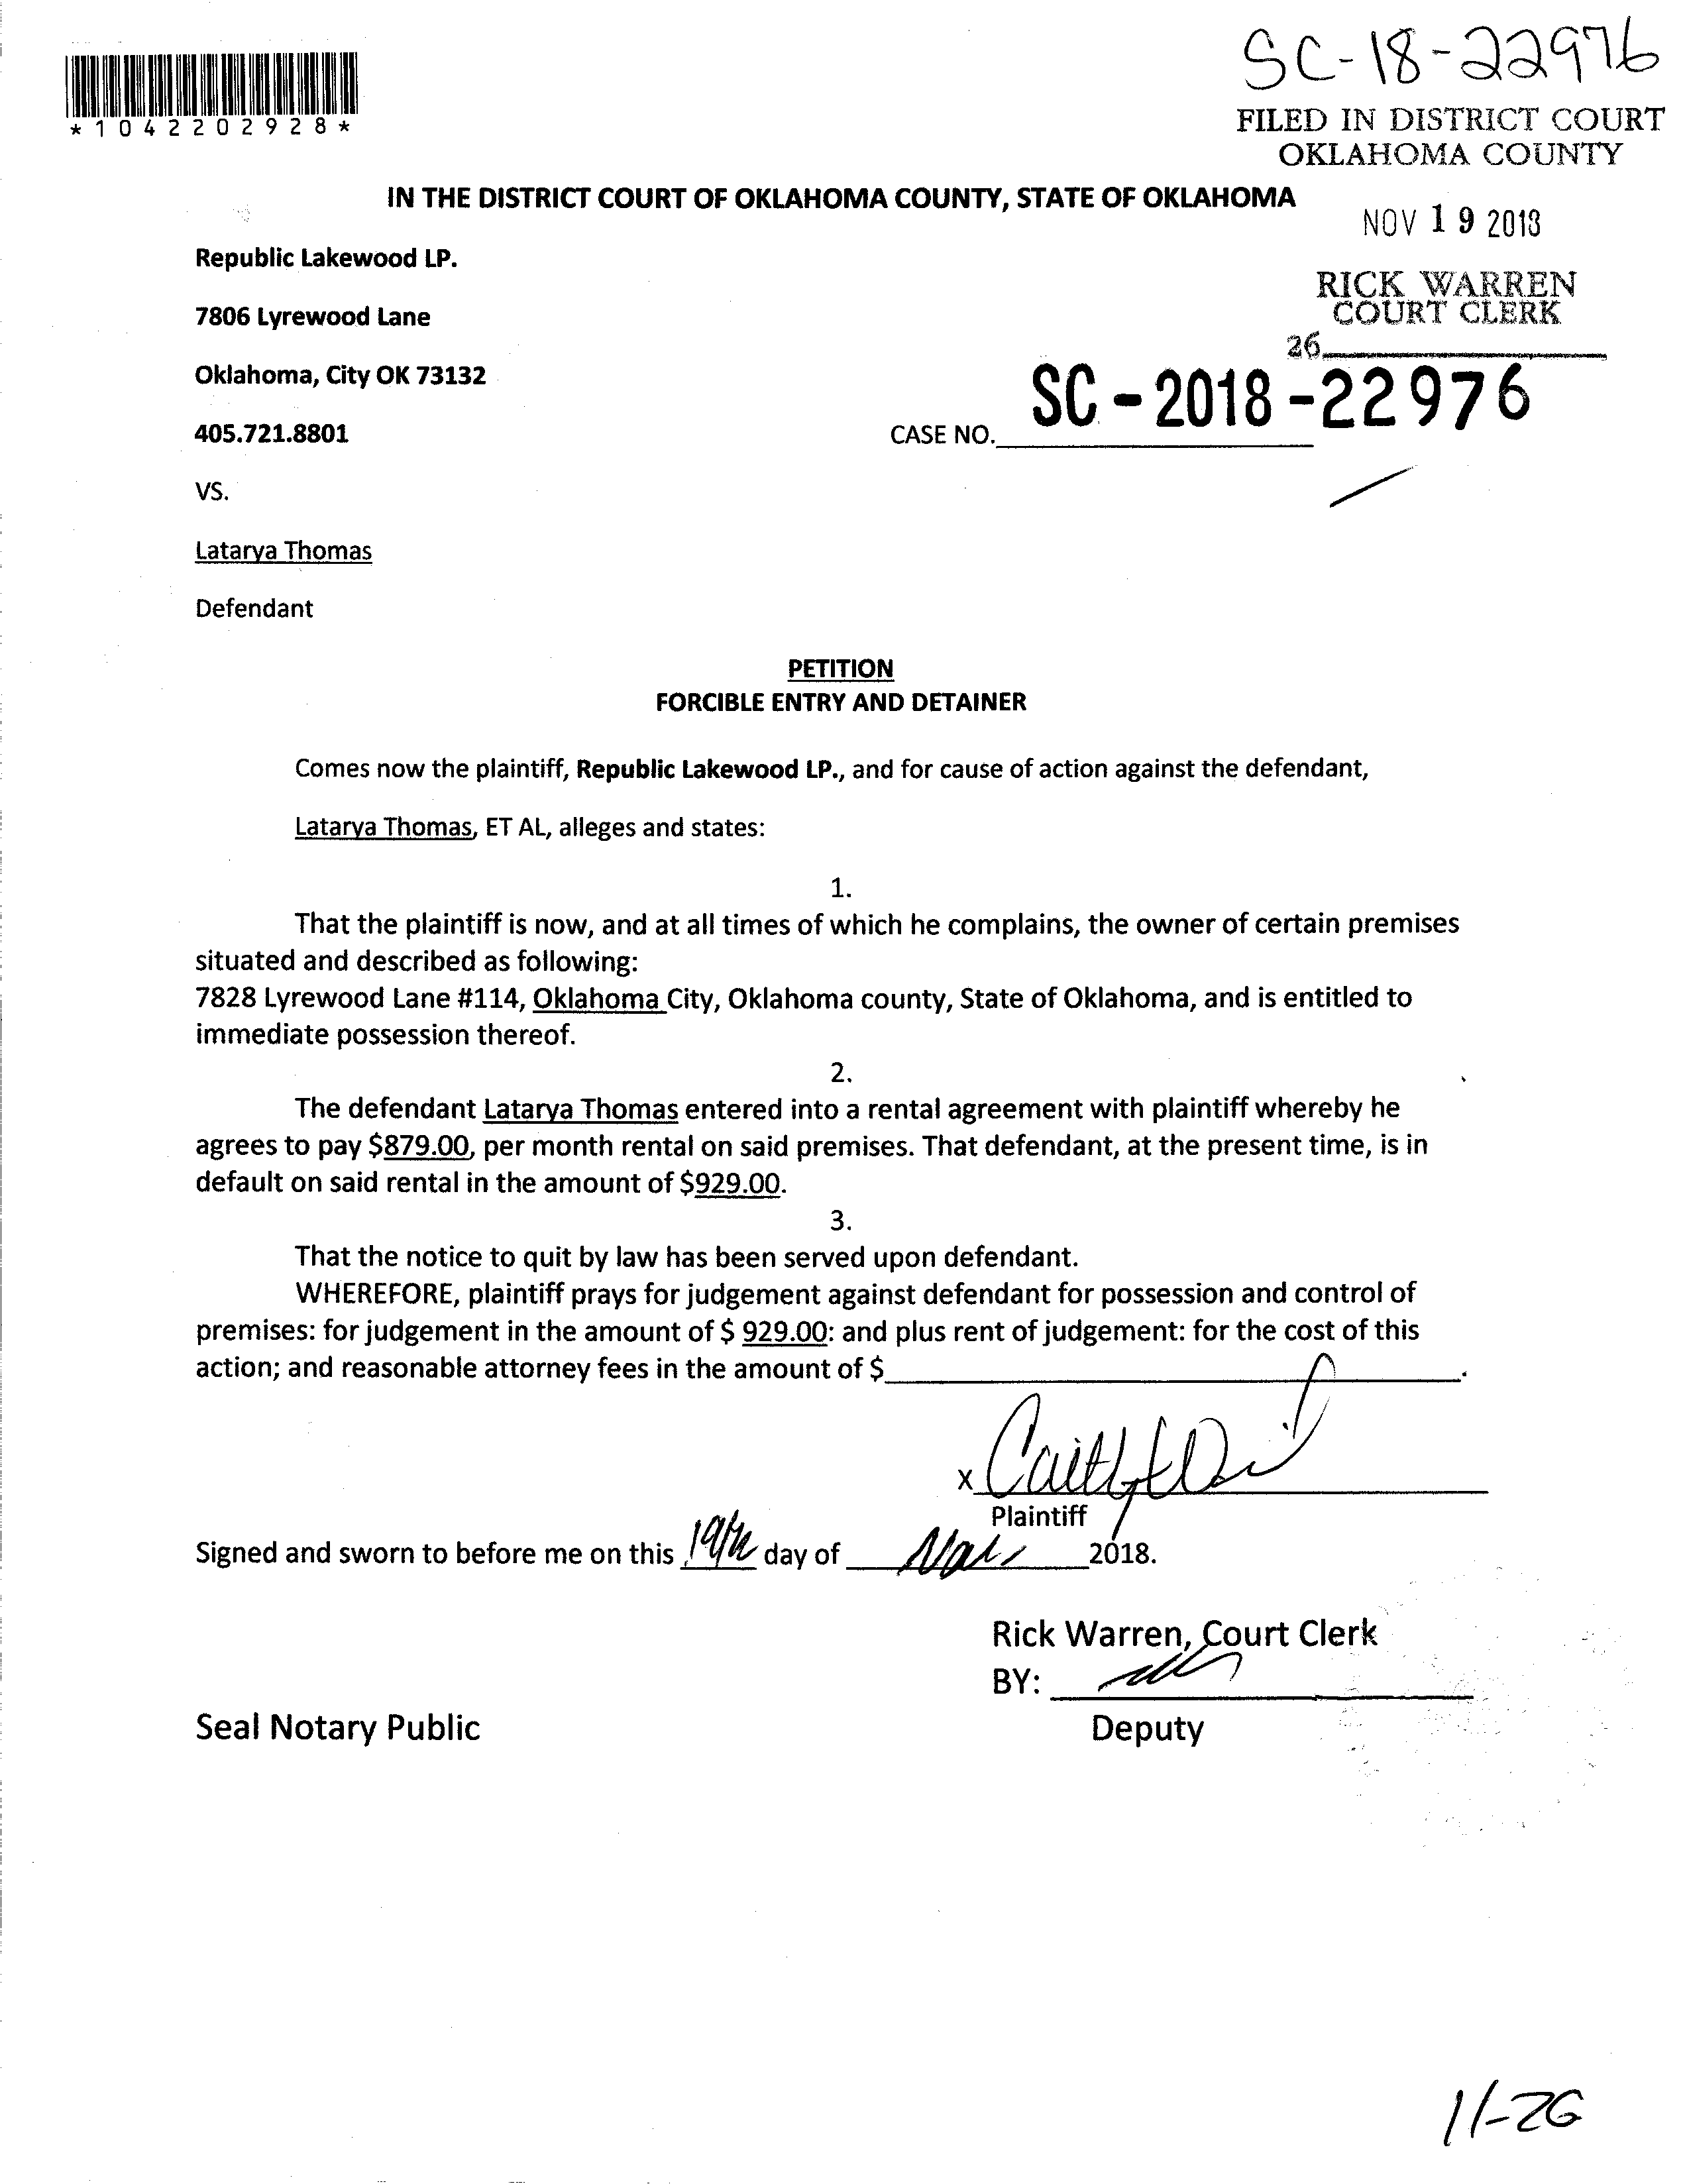 SC-18-22976
*1042202928*
FILED IN DISTRICT COURT
OKLAHOMA COUNTY
IN THE DISTRICT COURT OF OKLAHOMA COUNTY, STATE OF OKLAHOMA
NOV 19 2018
Republic Lakewood LP.
RICK WARREN
COURT CLERK
7806 Lyrewood Lane
26
Oklahoma, City OK 73132
405.721.8801
CASE NO. SC-2018-22976
VS.
Latarya Thomas
Defendant
PETITION
FORCIBLE ENTRY AND DETAINER
Comes now the plaintiff, Republic Lakewood LP., and for cause of action against the defendant,
Latarya Thomas, ET AL, alleges and states:
1.
That the plaintiff is now, and at all times of which he complains, the owner of certain premises
situated and described as following:
7828 Lyrewood Lane #114, Oklahoma City, Oklahoma county, State of Oklahoma, and is entitled to
immediate possession thereof.
2.
The defendant Latarya Thomas entered into a rental agreement with plaintiff whereby he
agrees to pay $879.00, per month rental on said premises. That defendant, at the present time, is in
default on said rental in the amount of $929.00.
3.
That the notice to quit by law has been served upon defendant.
WHEREFORE, plaintiff prays for judgement against defendant for possession and control of
premises: for judgement in the amount of $ 929.00: and plus rent of judgement: for the cost of this
action; and reasonable attorney fees in the amount of $ .
X
Plaintiff
Signed and sworn to before me on this 19th day of Nov 2018.
Rick Warren, Court Clerk
BY:
Seal Notary Public
Deputy
11-26